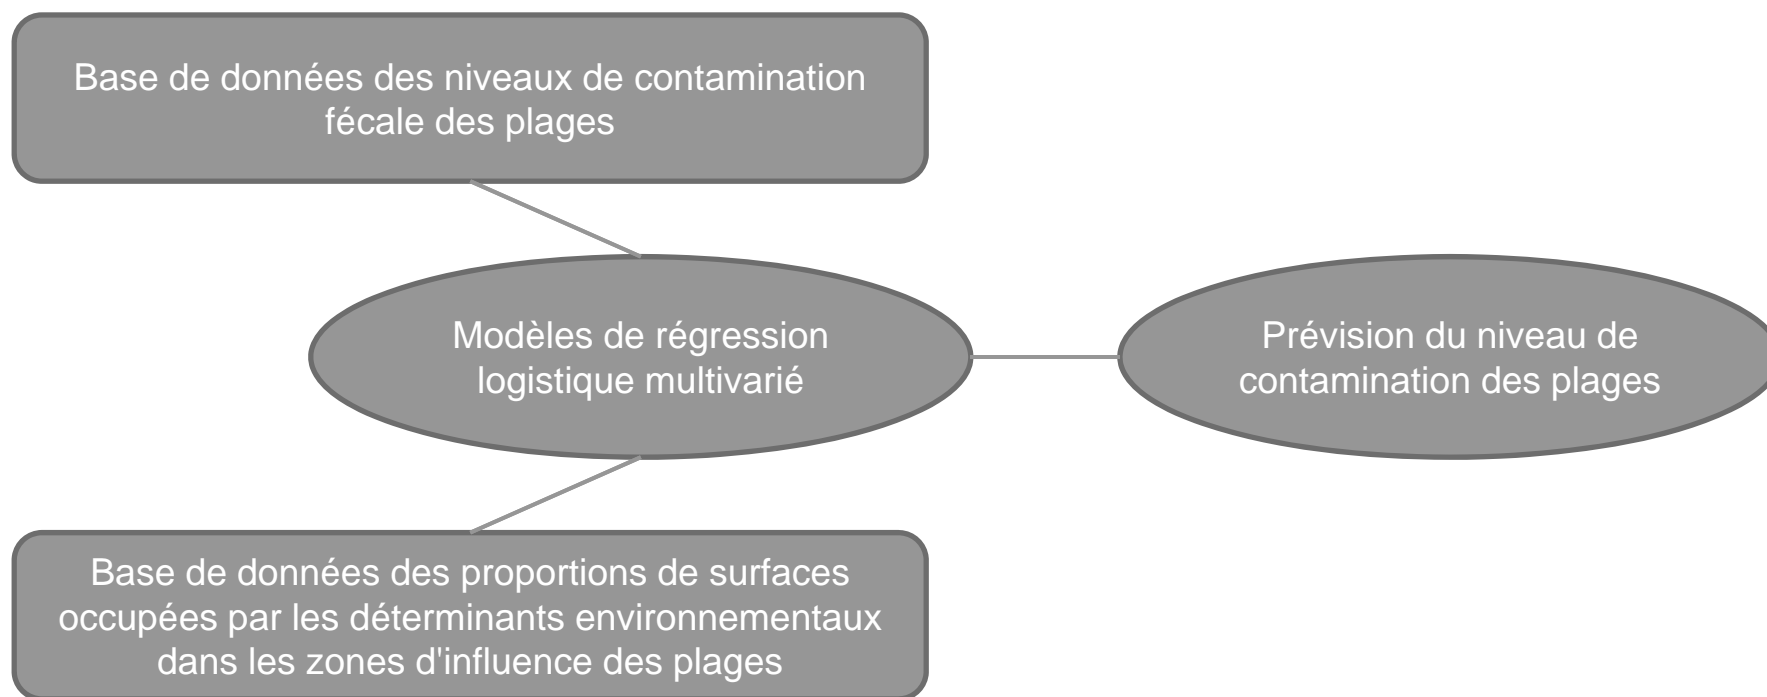 Base de données des niveaux de contamination
fécale des plages
Modèles de régression
logistique multivarié
Prévision du niveau de
contamination des plages
Base de données des proportions de surfaces
occupées par les déterminants environnementaux
dans les zones d'influence des plages